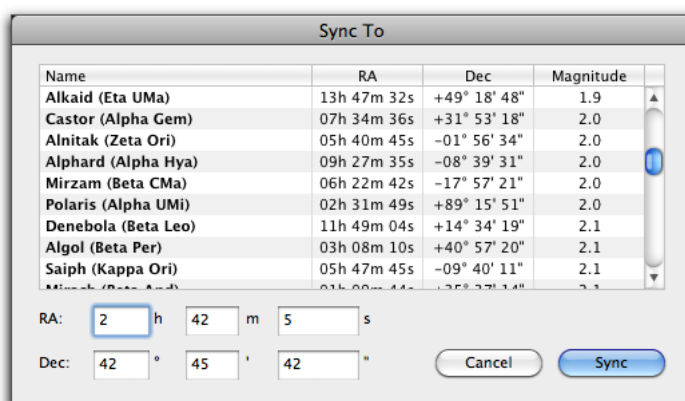 Sync To
Name RA Dec Magnitude
Alkaid (Eta UMa) 13h 47m 32s +49° 18' 48" 1.9
Castor (Alpha Gem) 07h 34m 36s +31° 53' 18" 2.0
Alnitak (Zeta Ori) 05h 40m 45s -01° 56' 34" 2.0
Alphard (Alpha Hya) 09h 27m 35s -08° 39' 31" 2.0
Mirzam (Beta CMa) 06h 22m 42s -17° 57' 21" 2.0
Polaris (Alpha UMi) 02h 31m 49s +89° 15' 51" 2.0
Denebola (Beta Leo) 11h 49m 04s +14° 34' 19" 2.1
Algol (Beta Per) 03h 08m 10s +40° 57' 20" 2.1
Saiph (Kappa Ori) 05h 47m 45s -09° 40' 11" 2.1
RA: 2 h 42 m 5 s
Dec: 42 ° 45 ' 42 " Cancel Sync